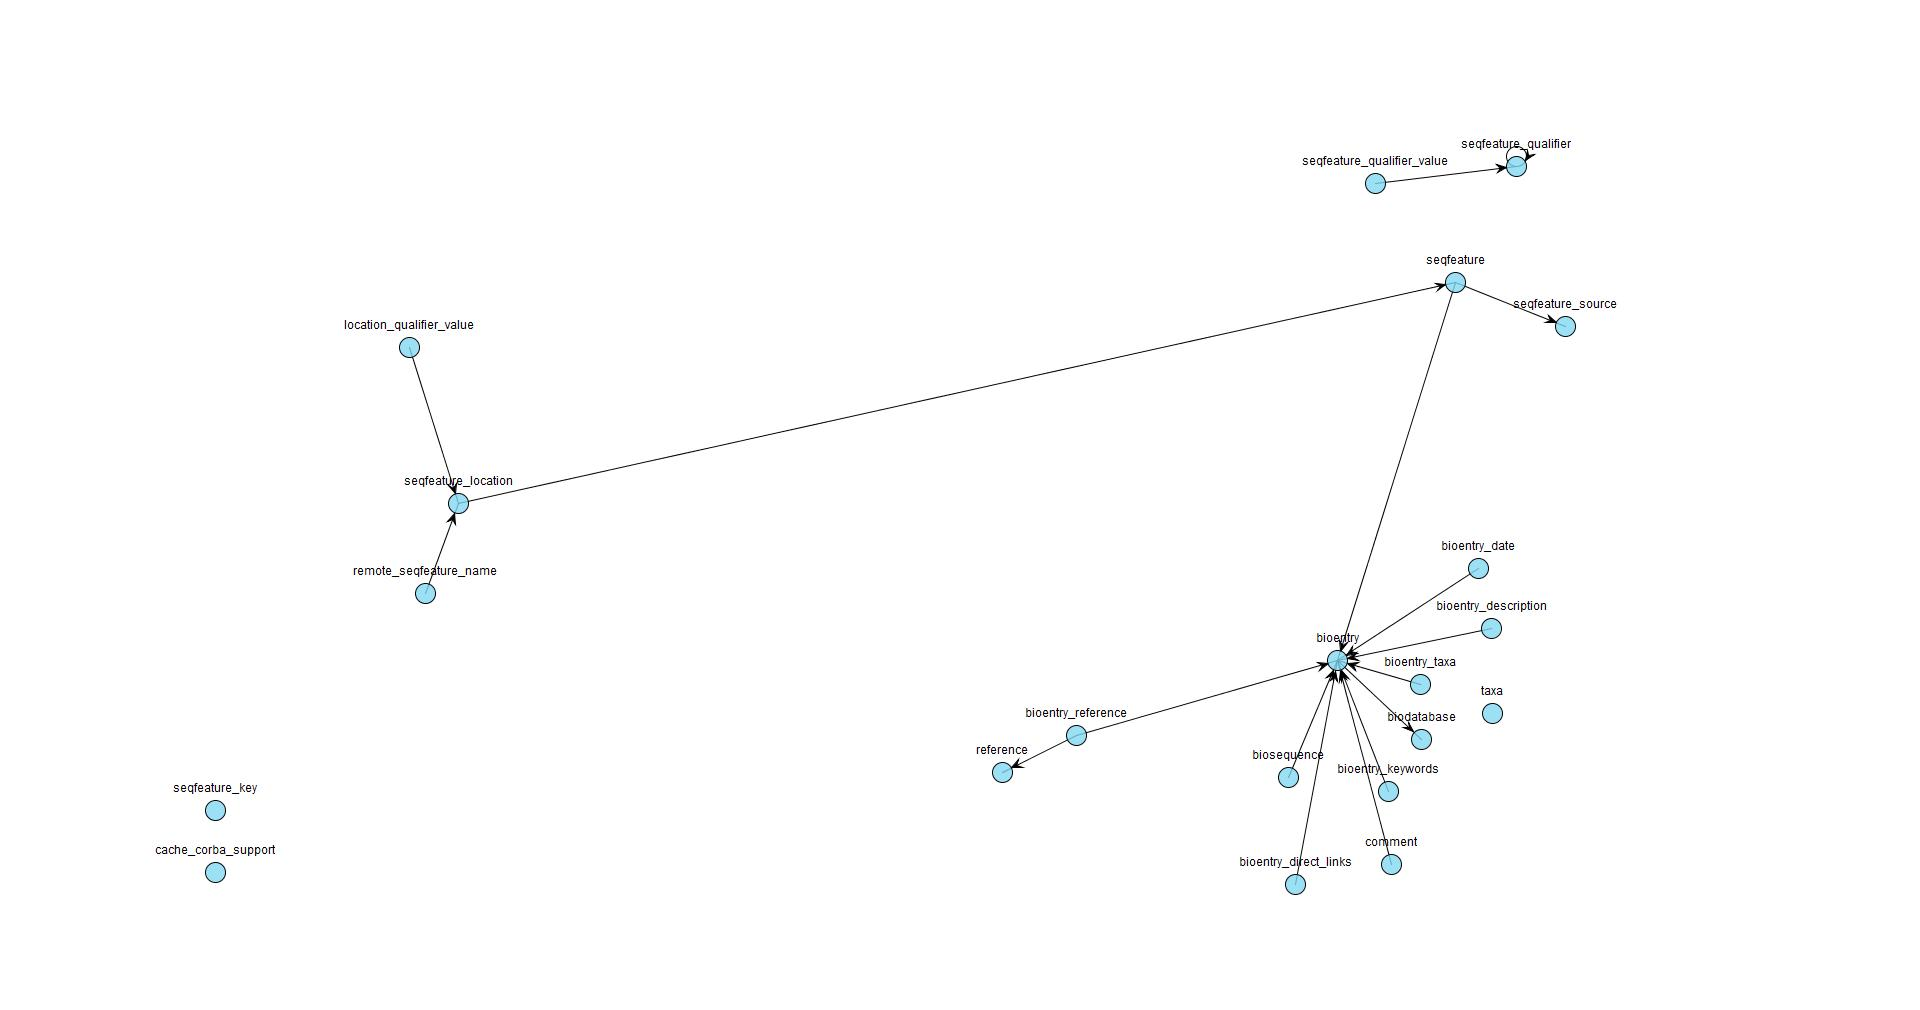 seqfeature_qualifier
seqfeature_qualifier_value
seqfeature
seqfeature_source
location_qualifier_value
seqfeature_location
bioentry_date
remote_seqfeature_name
bioentry_description
bioentry
bioentry_taxa
taxa
bioentry_reference
biodatabase
reference
biosequence
bioentry_keywords
seqfeature_key
comment
cache_corba_support
bioentry_direct_links